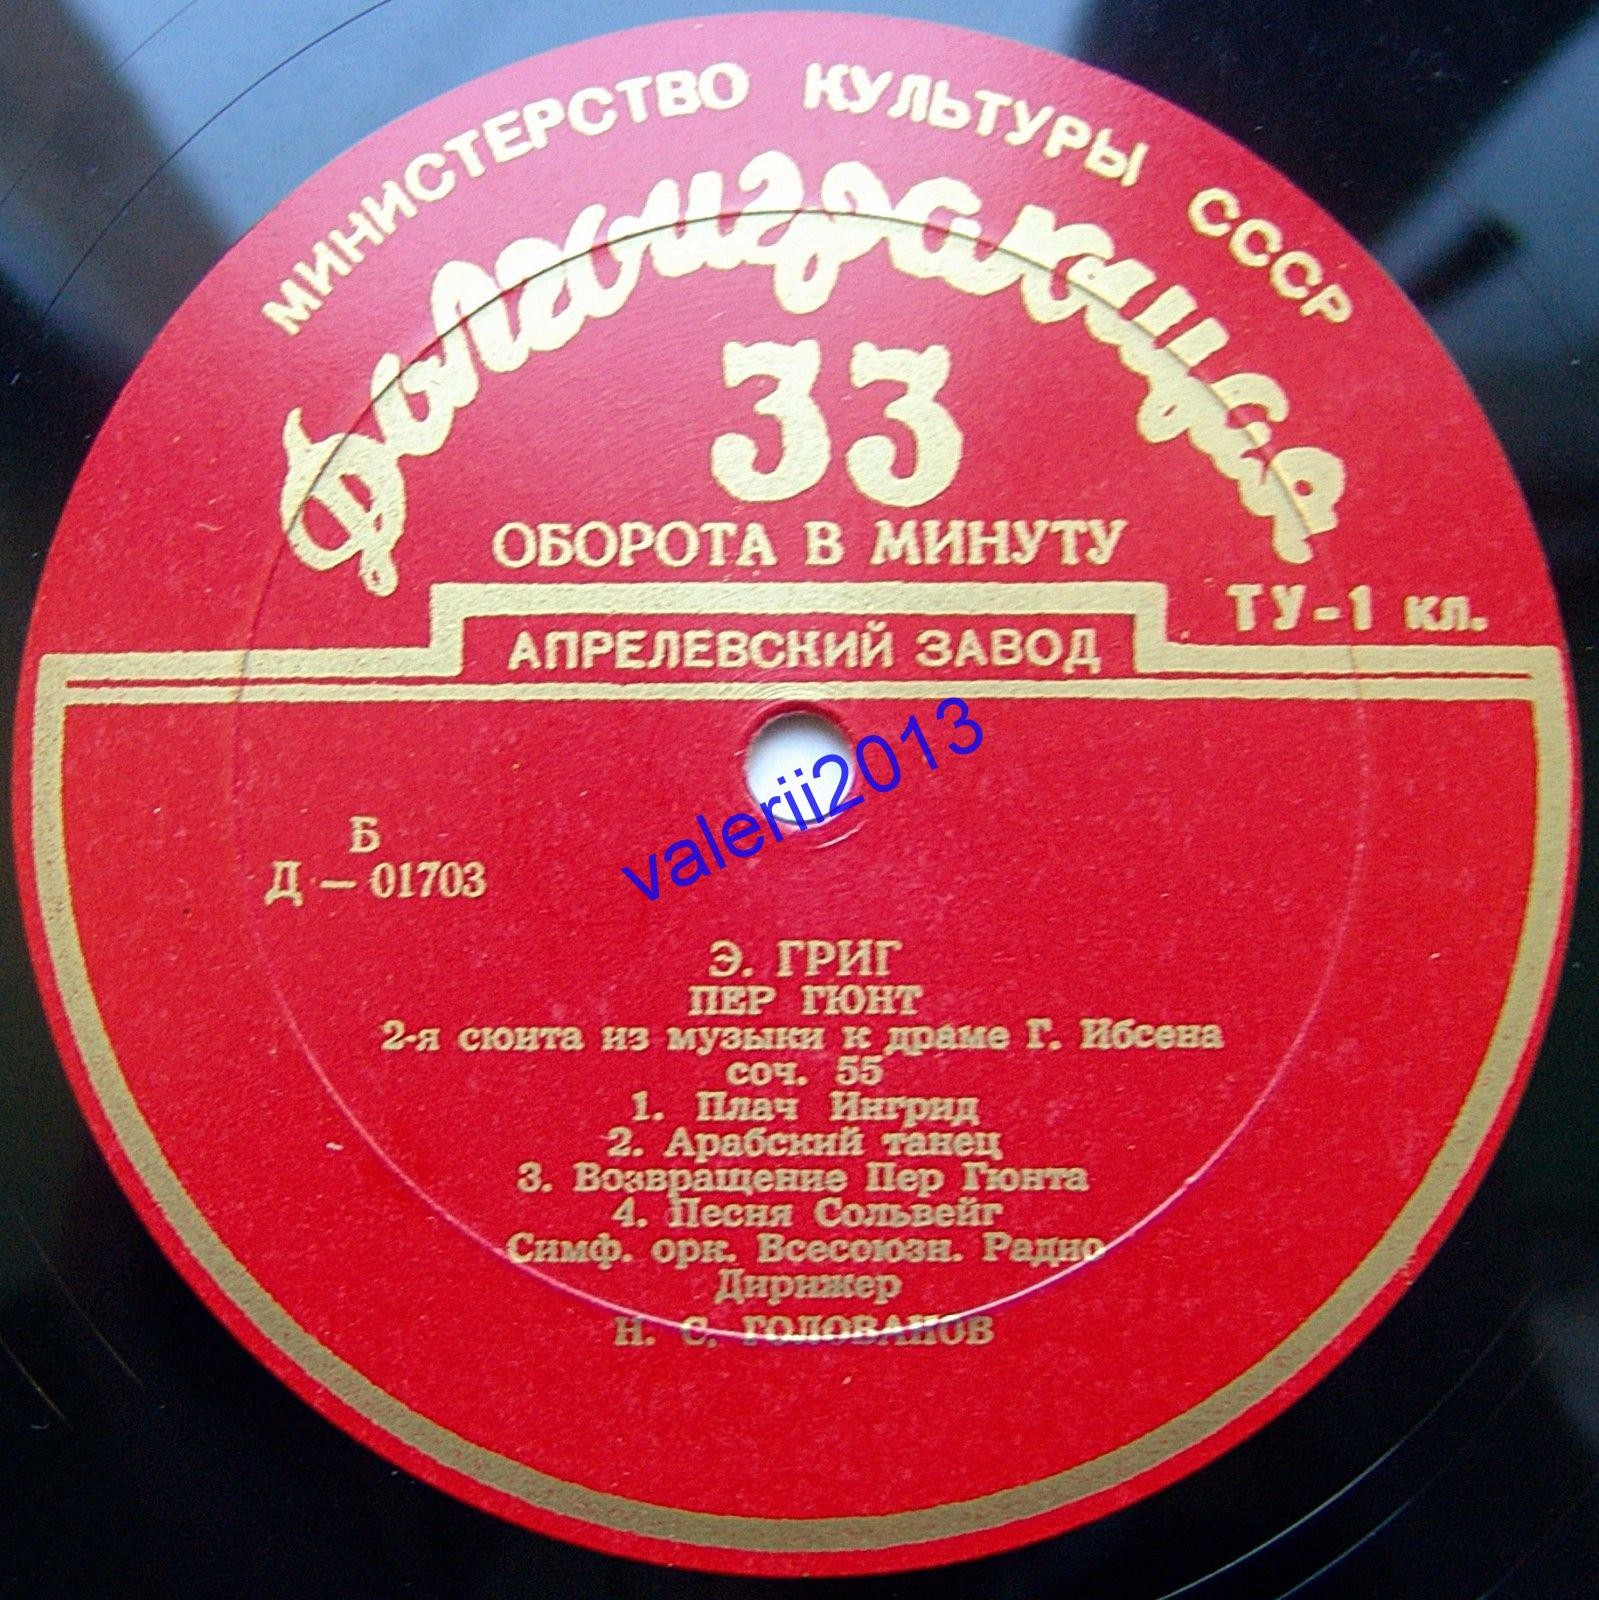 МИНИСТЕРСТВО КУЛЬТУРЫ СССР
Долгоиграющая
33
ОБОРОТА В МИНУТУ
ТУ-1 кл.
АПРЕЛЕВСКИЙ ЗАВОД
valerii2013
Б
Д - 01703
Э. ГРИГ
ПЕР ГЮНТ
2-я сюита из музыки к драме Г. Ибсена
соч. 55
1. Плач Ингрид
2. Арабский танец
3. Возвращение Пер Гюнта
4. Песня Сольвейг
Симф. орк. Всесоюзн. Радио
Дирижер
Н. С. ГОЛОВАНОВ